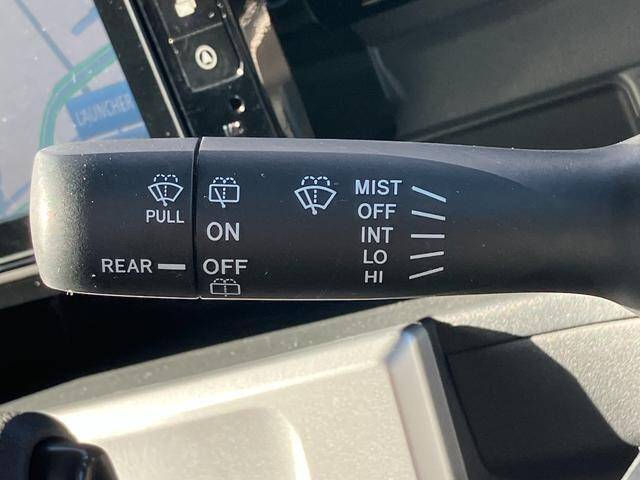 LAUNCHER
PULL
REAR
ON
OFF
MIST
OFF
INT
LO
HI